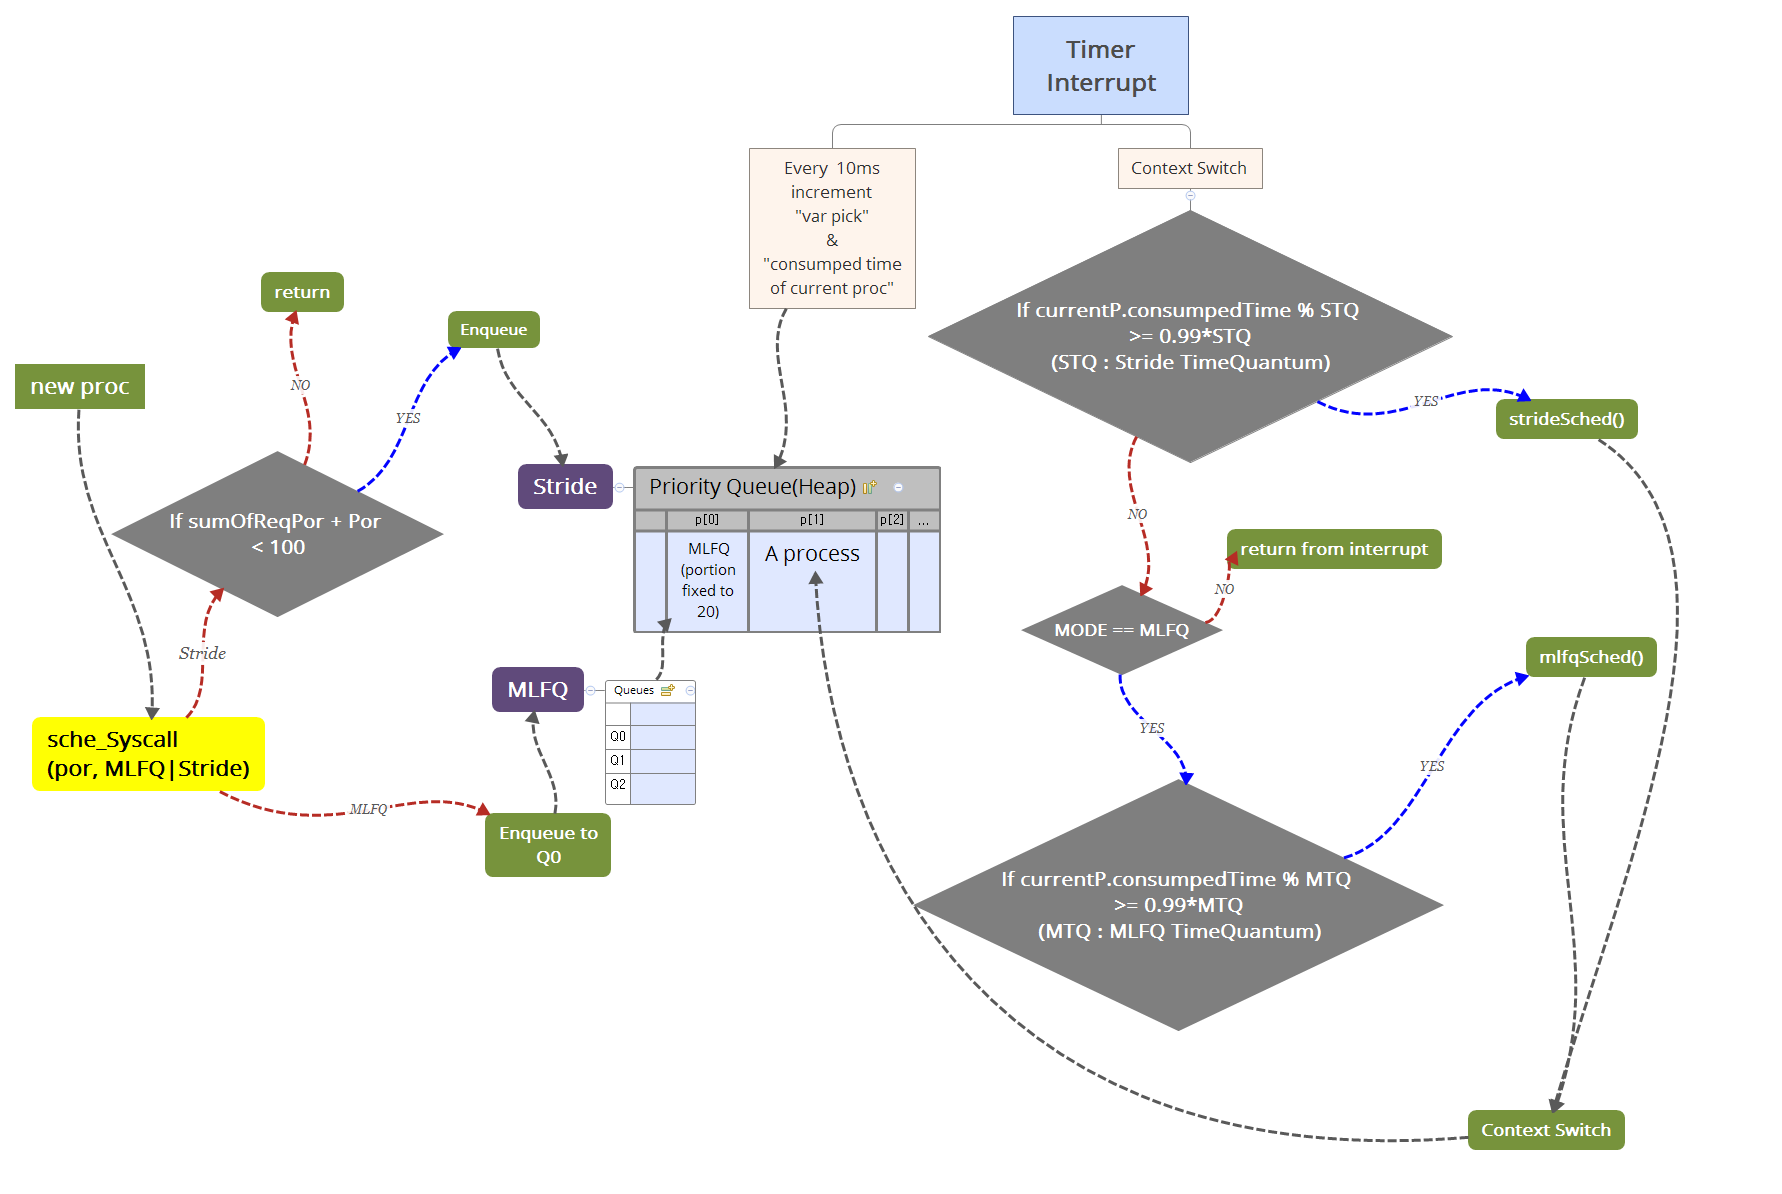 Timer
Interrupt
Every 10ms
increment
"var pick"
&
"consumped time
of current proc"
Context Switch
If currentP.consumpedTime % STQ
>= 0.99*STQ
(STQ : Stride TimeQuantum)
YES
strideSched()
NO
return from interrupt
NO
MODE == MLFQ
YES
mlfqSched()
YES
If currentP.consumpedTime % MTQ
>= 0.99*MTQ
(MTQ : MLFQ TimeQuantum)
Context Switch
return
Enqueue
new proc
NO
YES
If sumOfReqPor + Por
< 100
Stride
sche_Syscall
(por, MLFQ|Stride)
MLFQ
Enqueue to
Q0
Stride
Priority Queue(Heap)
p[0]
p[1]
p[2]
...
MLFQ
(portion
fixed to
20)
A process
MLFQ
Queues
Q0
Q1
Q2